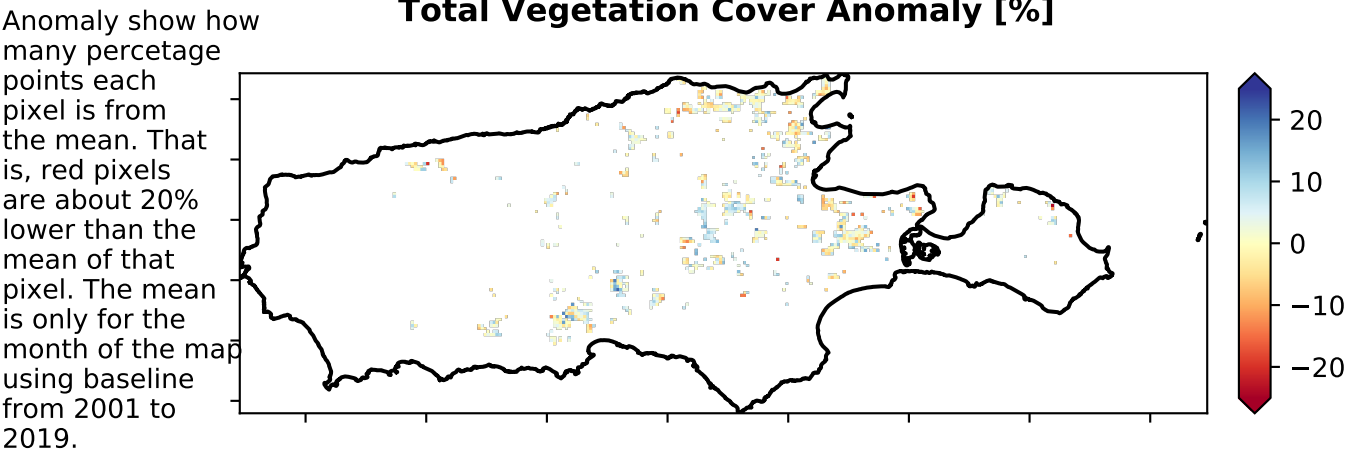 Total Vegetation Cover Anomaly [%]
Anomaly show how
many percetage
points each
pixel is from
the mean. That
is, red pixels
are about 20%
lower than the
mean of that
pixel. The mean
is only for the
month of the map
using baseline
from 2001 to
2019.
20
10
0
−10
−20